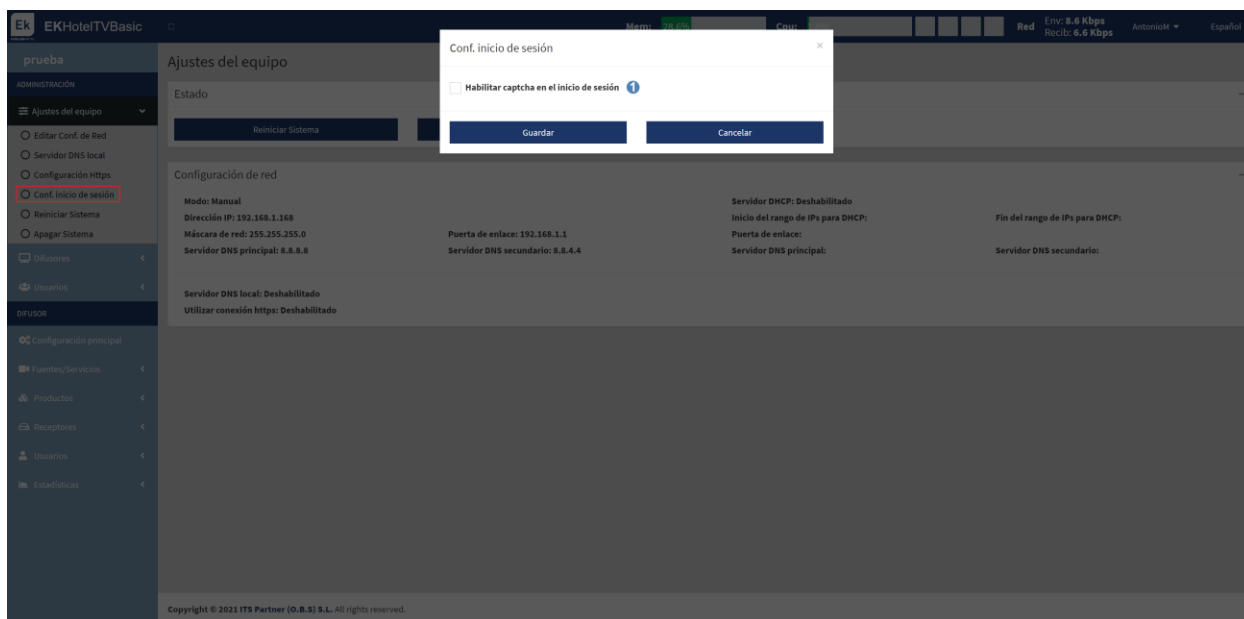 Ek EKHotelTVBasic
Mem: 28.6% Cpu:
Red Env: 8.6 Kbps
Recib: 6.6 Kbps
AntonioM Español
prueba
ADMINISTRACIÓN
Ajustes del equipo
Editar Conf. de Red
Servidor DNS local
Configuración Https
Conf. inicio de sesión
Reiniciar Sistema
Apagar Sistema
Difusores
Usuarios
DIFUSOR
Configuración principal
Fuentes/Servicios
Productos
Receptores
Usuarios
Estadísticas
Ajustes del equipo
Estado
Reiniciar Sistema
Conf. inicio de sesión ×
Habilitar captcha en el inicio de sesión 1
Guardar Cancelar
Configuración de red
Modo: Manual Servidor DHCP: Deshabilitado
Dirección IP: 192.168.1.168 Inicio del rango de IPs para DHCP: Fin del rango de IPs para DHCP:
Máscara de red: 255.255.255.0 Puerta de enlace: 192.168.1.1 Puerta de enlace:
Servidor DNS principal: 8.8.8.8 Servidor DNS secundario: 8.8.4.4 Servidor DNS principal: Servidor DNS secundario:
Servidor DNS local: Deshabilitado
Utilizar conexión https: Deshabilitado
Copyright © 2021 ITS Partner (O.B.S) S.L. All rights reserved.